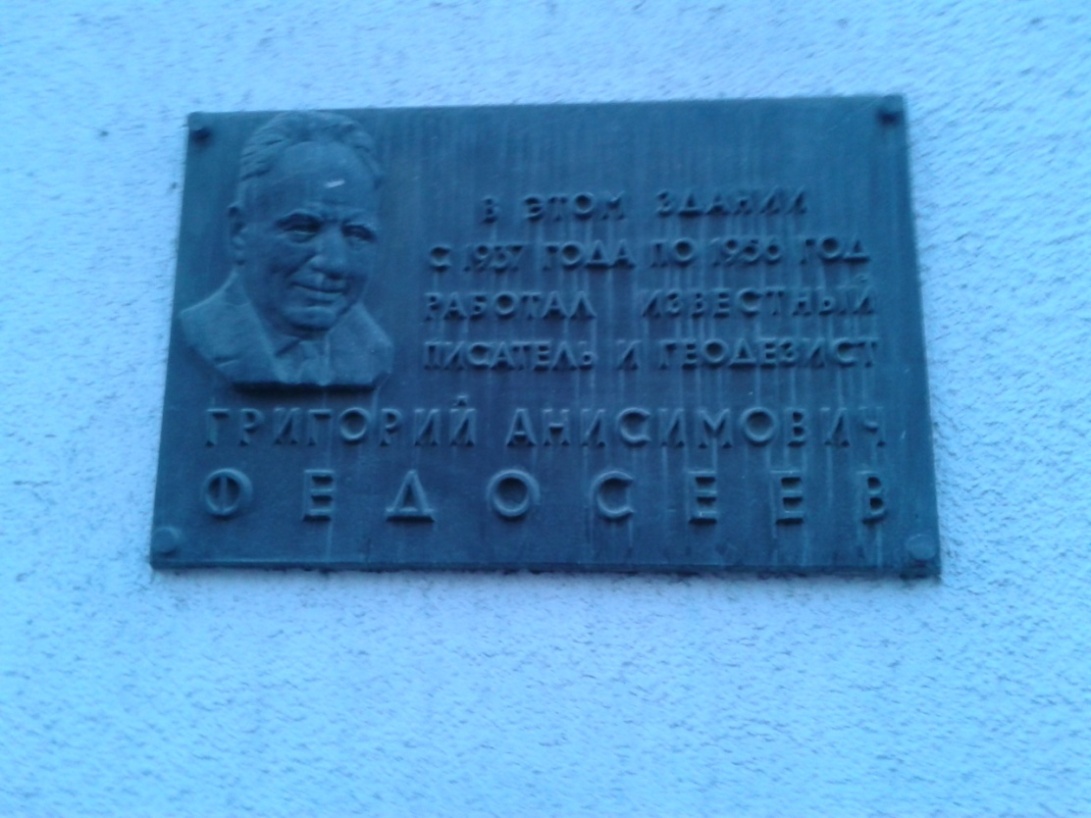 В ЭТОМ ЗДАНИИ
С 1937 ГОДА ПО 1956 ГОД
РАБОТАЛ ИЗВЕСТНЫЙ
ПИСАТЕЛЬ И ГЕОДЕЗИСТ
ГРИГОРИЙ АНИСИМОВИЧ
ФЕДОСЕЕВ